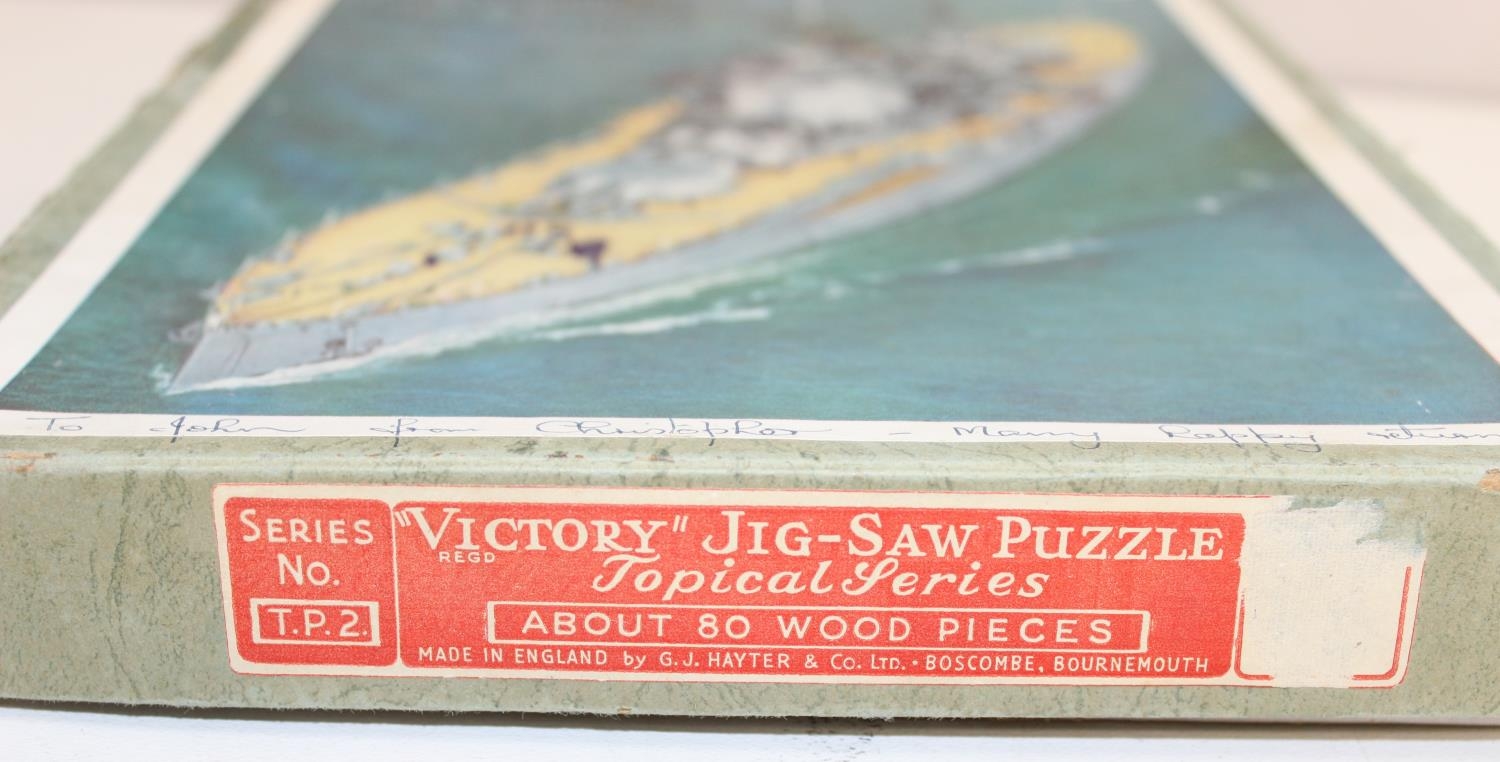 To John from Christopher - Many happy return
SERIES
No.
T.P.2.
"VICTORY" JIG-SAW PUZZLE
REGD
Topical Series
ABOUT 80 WOOD PIECES
MADE IN ENGLAND by G.J. HAYTER & Co. LTD. • BOSCOMBE, BOURNEMOUTH